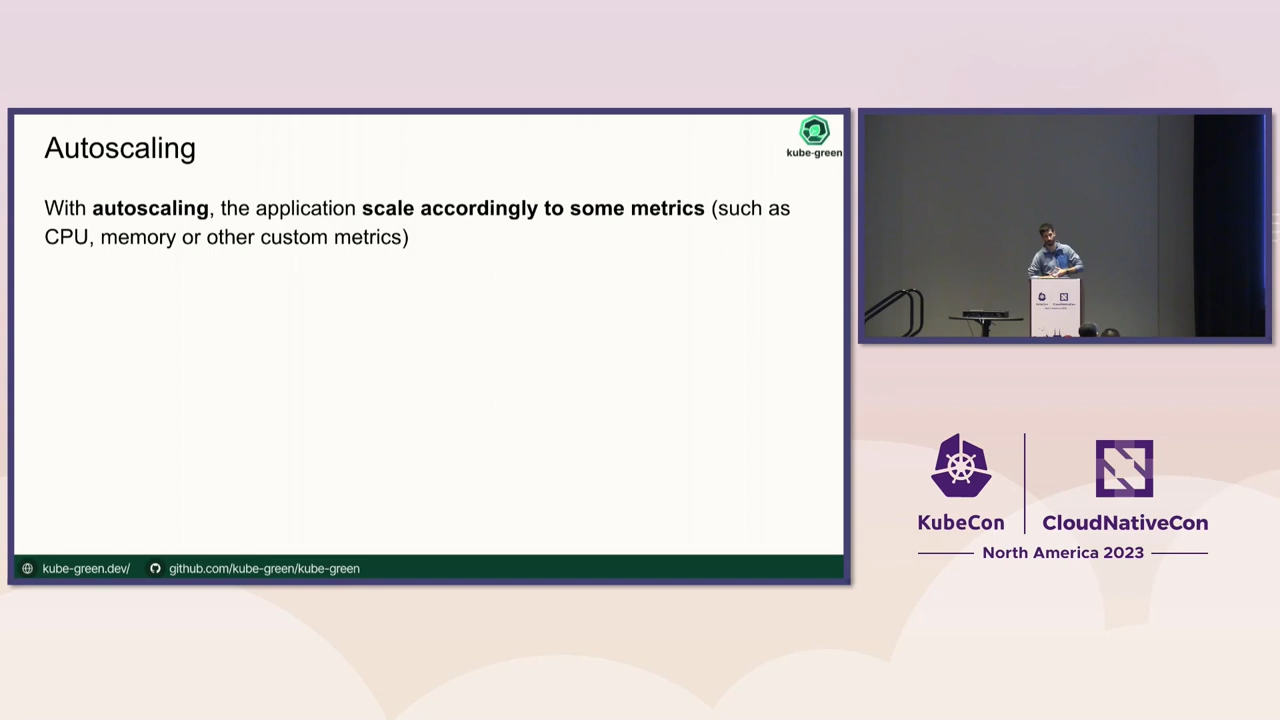 Autoscaling
kube-green
With autoscaling, the application scale accordingly to some metrics (such as
CPU, memory or other custom metrics)
kube-green.dev/
github.com/kube-green/kube-green
KubeCon
CloudNativeCon
North America 2023